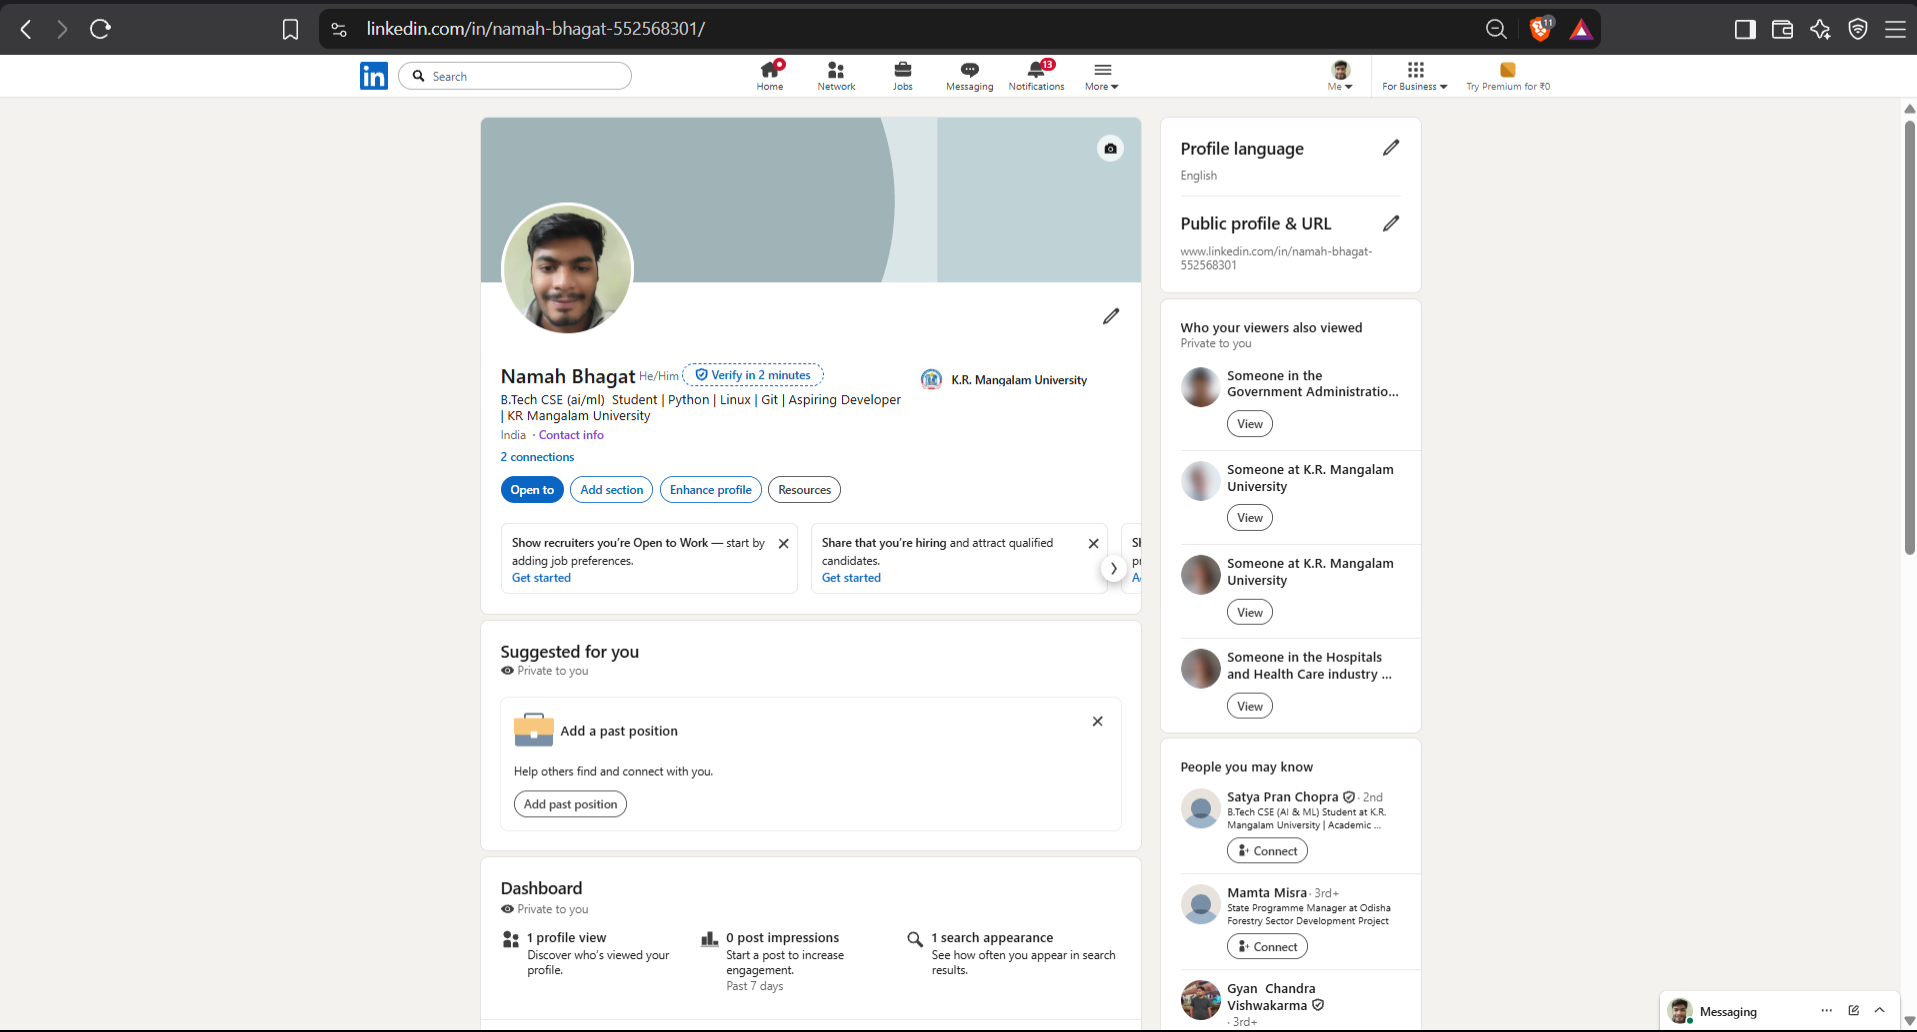 linkedin.com/in/namah-bhagat-552568301/
11
in
Search
Home
Network
Jobs
Messaging
13
Notifications
More
Me
For Business
Try Premium for ₹0
Namah Bhagat He/Him Verify in 2 minutes
B.Tech CSE (ai/ml) Student | Python | Linux | Git | Aspiring Developer
| KR Mangalam University
India · Contact info
2 connections
K.R. Mangalam University
Open to
Add section
Enhance profile
Resources
Show recruiters you're Open to Work — start by
adding job preferences.
Get started
Share that you're hiring and attract qualified
candidates.
Get started
Suggested for you
Private to you
Add a past position
Help others find and connect with you.
Add past position
Dashboard
Private to you
1 profile view
Discover who's viewed your
profile.
0 post impressions
Start a post to increase
engagement.
Past 7 days
1 search appearance
See how often you appear in search
results.
Profile language
English
Public profile & URL
www.linkedin.com/in/namah-bhagat-
552568301
Who your viewers also viewed
Private to you
Someone in the
Government Administratio...
View
Someone at K.R. Mangalam
University
View
Someone at K.R. Mangalam
University
View
Someone in the Hospitals
and Health Care industry ...
View
People you may know
Satya Pran Chopra · 2nd
B.Tech CSE (AI & ML) Student at K.R.
Mangalam University | Academic ...
Connect
Mamta Misra · 3rd+
State Programme Manager at Odisha
Forestry Sector Development Project
Connect
Gyan Chandra
Vishwakarma
· 3rd+
Messaging